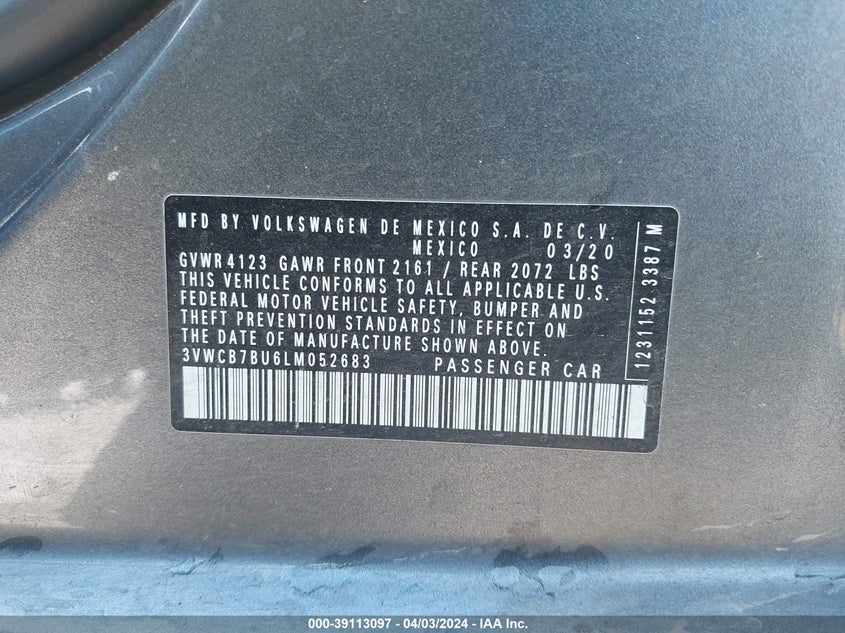 MFD BY VOLKSWAGEN DE MEXICO S.A. DE C.V.
MEXICO 03/20
GVWR 4123 GAWR FRONT 2161 / REAR 2072 LBS
THIS VEHICLE CONFORMS TO ALL APPLICABLE U.S.
FEDERAL MOTOR VEHICLE SAFETY, BUMPER AND
THEFT PREVENTION STANDARDS IN EFFECT ON
THE DATE OF MANUFACTURE SHOWN ABOVE.
3VWCB7BU6LM052683 PASSENGER CAR
1231152 3387 M
000-39113097 - 04/03/2024 - IAA Inc.